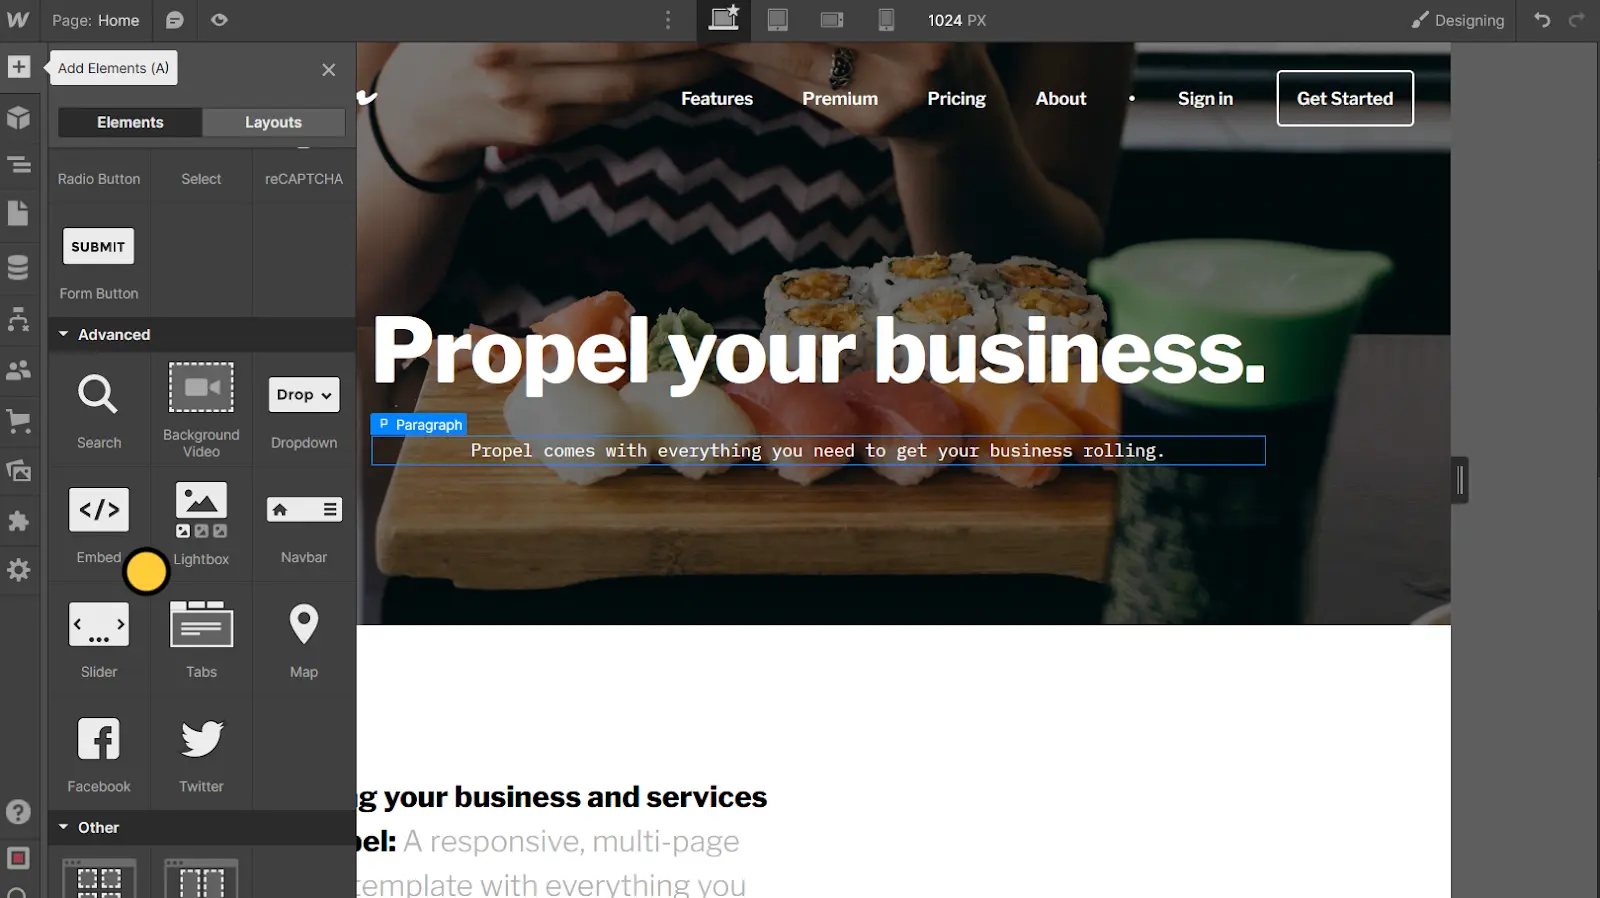 Page: Home
1024 PX
Designing
Add Elements (A)
Elements
Layouts
Radio Button
Select
reCAPTCHA
SUBMIT
Form Button
Advanced
Search
Background
Video
Drop
Dropdown
Embed
Lightbox
Navbar
Slider
Tabs
Map
Facebook
Twitter
Other
Features
Premium
Pricing
About
•
Sign in
Get Started
Propel your business.
Paragraph
Propel comes with everything you need to get your business rolling.
g your business and services
pel: A responsive, multi-page
template with everything you